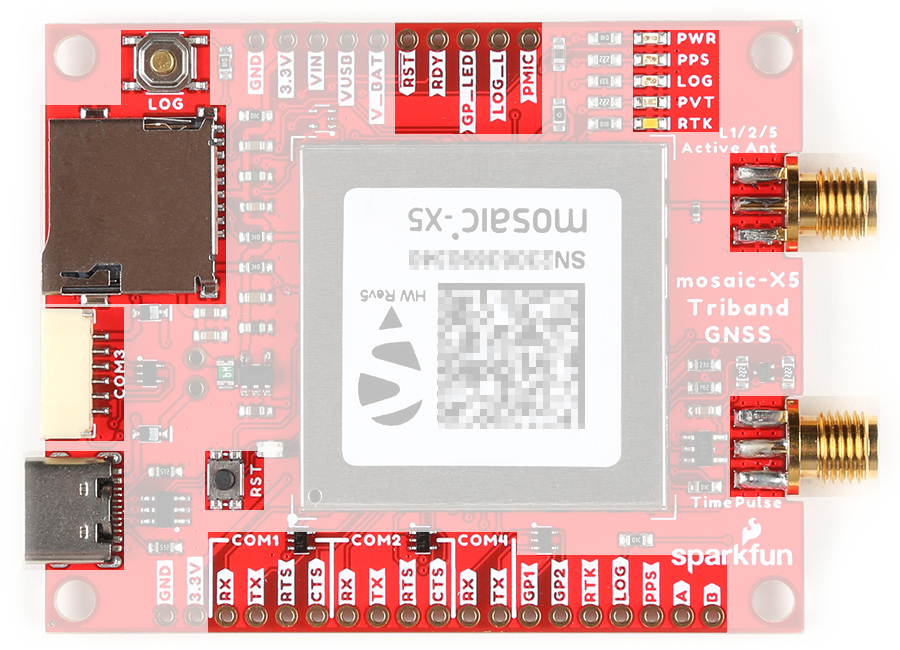 LOG
GND
3.3V
VIN
VUSB
V_BAT
RST
RDY
GP_LED
LOG_L
PMIC
PWR
PPS
LOG
PVT
RTK
L1/2/5
Active Ant
mosaic-X5
HW Rev5
mosaic-X5
Triband
GNSS
COM3
RST
TimePulse
sparkfun
COM1 COM2 COM4
GND
3.3V
RX
TX
RTS
CTS
RX
TX
RTS
CTS
RX
TX
GP1
GP2
RTK
LOG
PPS
A
B